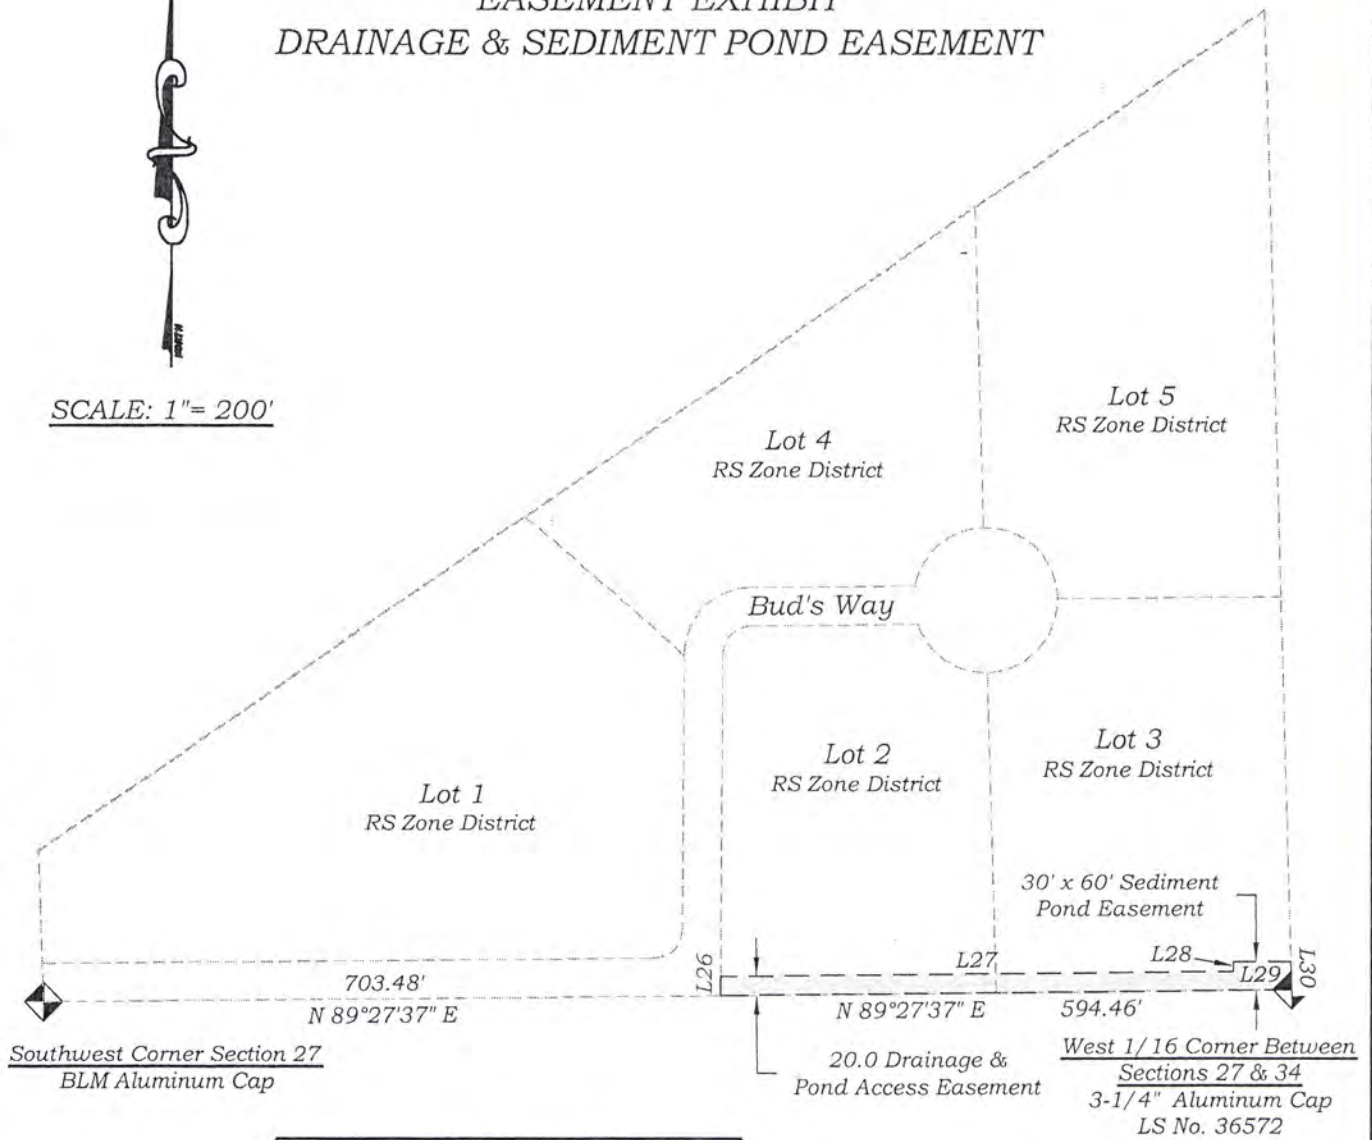 EASEMENT EXHIBIT
DRAINAGE & SEDIMENT POND EASEMENT
NORTH
SCALE: 1"= 200'
Lot 5
RS Zone District
Lot 4
RS Zone District
Bud's Way
Lot 2
RS Zone District
Lot 3
RS Zone District
Lot 1
RS Zone District
30' x 60' Sediment
Pond Easement
L26
L27
L28
L29
L30
703.48'
N 89°27'37" E
N 89°27'37" E
594.46'
Southwest Corner Section 27
BLM Aluminum Cap
20.0 Drainage &
Pond Access Easement
West 1/16 Corner Between
Sections 27 & 34
3-1/4" Aluminum Cap
LS No. 36572